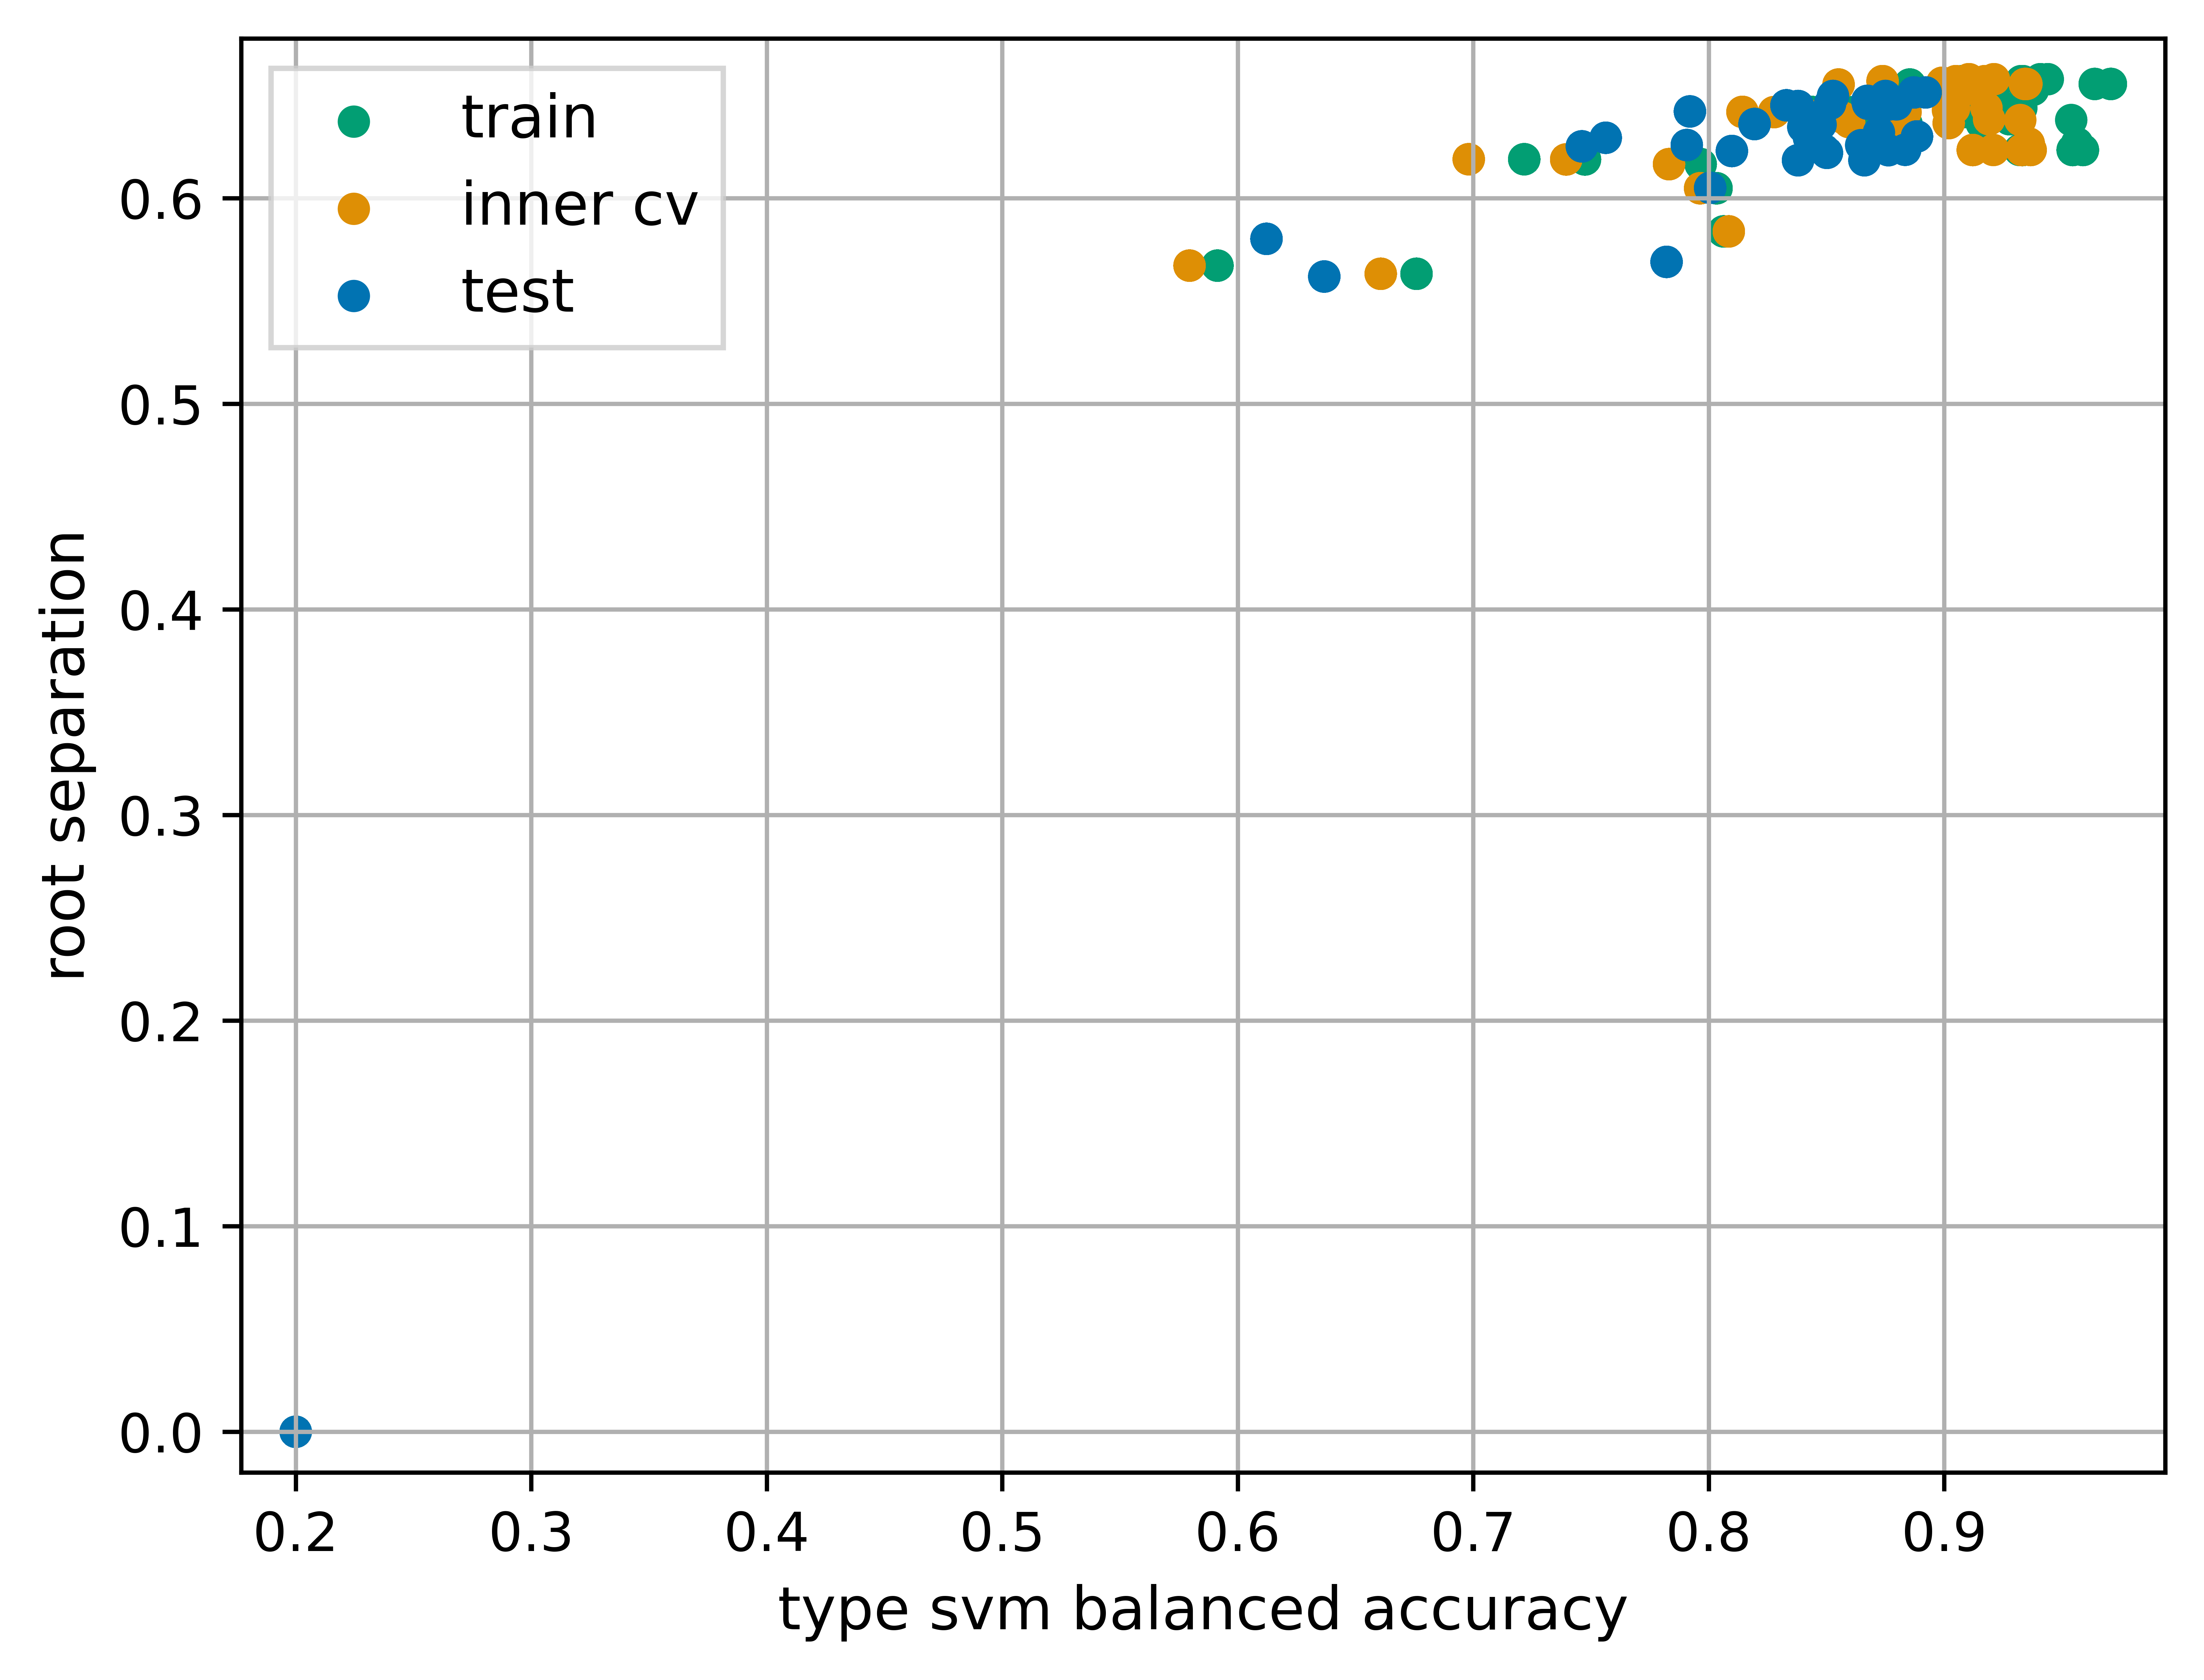 train
inner cv
test
root separation
0.6
0.5
0.4
0.3
0.2
0.1
0.0
0.2 0.3 0.4 0.5 0.6 0.7 0.8 0.9
type svm balanced accuracy